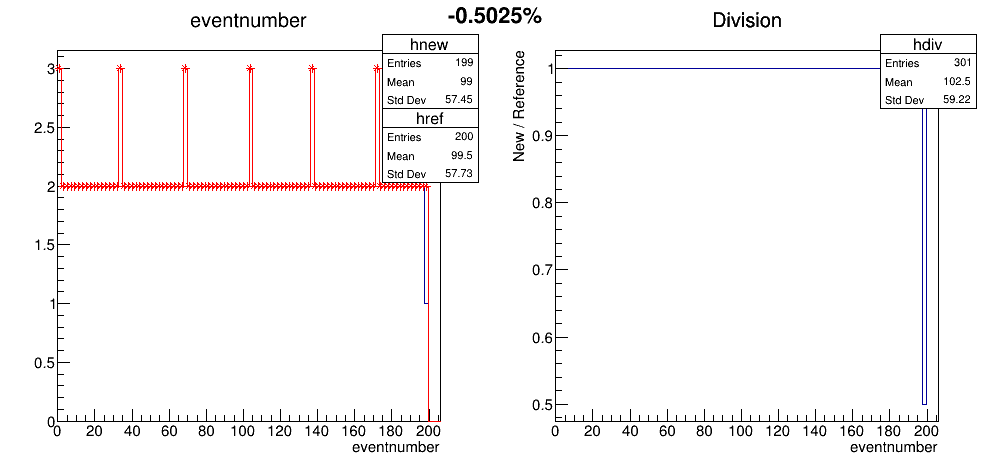 -0.5025%
eventnumber
hnew
Entries 199
Mean 99
Std Dev 57.45
href
Entries 200
Mean 99.5
Std Dev 57.73
3
2.5
2
1.5
1
0.5
0
0 20 40 60 80 100 120 140 160 180 200
eventnumber
Division
hdiv
Entries 301
Mean 102.5
Std Dev 59.22
New / Reference
1
0.9
0.8
0.7
0.6
0.5
0 20 40 60 80 100 120 140 160 180 200
eventnumber